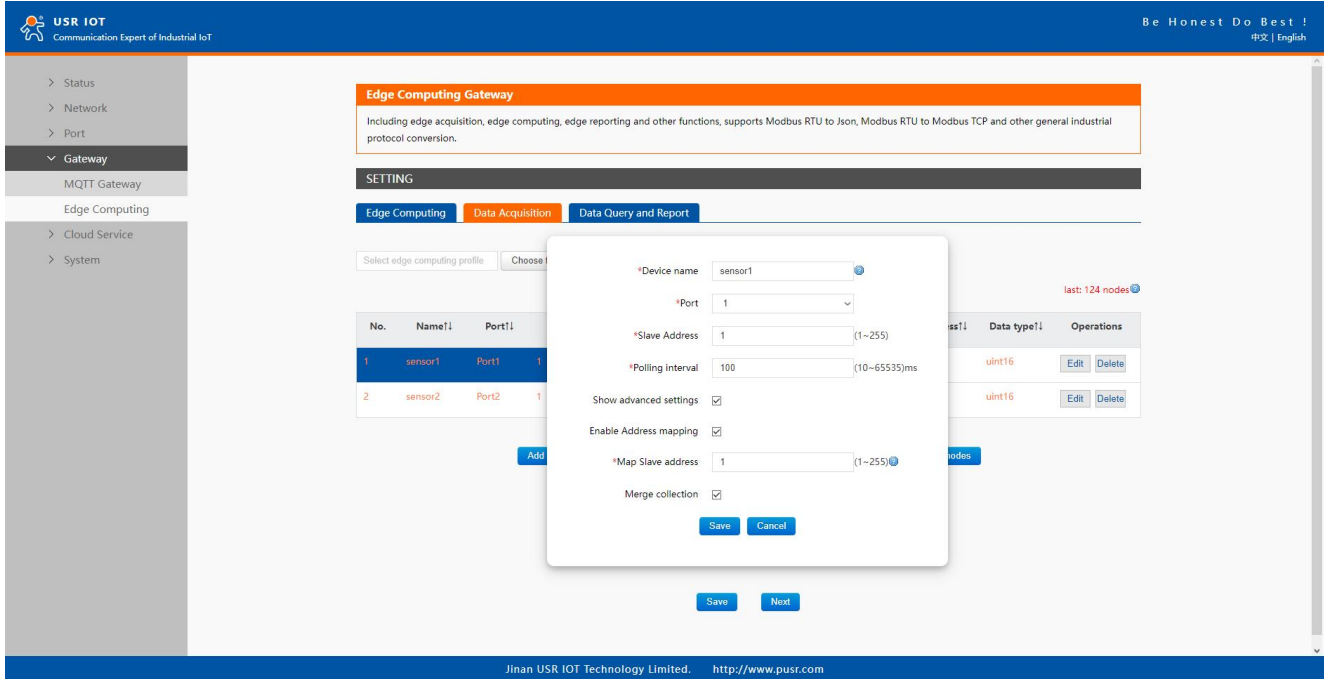 USR IOT
Communication Expert of Industrial IoT
Be Honest Do Best !
中文 | English
Status
Network
Port
Gateway
MQTT Gateway
Edge Computing
Cloud Service
System
Edge Computing Gateway
Including edge acquisition, edge computing, edge reporting and other functions, supports Modbus RTU to Json, Modbus RTU to Modbus TCP and other general industrial
protocol conversion.
SETTING
Edge Computing Data Acquisition Data Query and Report
Select edge computing profile Choose
last: 124 nodes
No. Name↑↓ Port↑↓ Data type↑↓ Operations
1 sensor1 Port1 1 uint16 Edit Delete
2 sensor2 Port2 1 uint16 Edit Delete
Add
*Device name sensor1
*Port 1
*Slave Address 1 (1~255)
*Polling interval 100 (10~65535)ms
Show advanced settings
Enable Address mapping
*Map Slave address 1 (1~255)
Merge collection
Save Cancel
Save Next
Jinan USR IOT Technology Limited. http://www.pusr.com